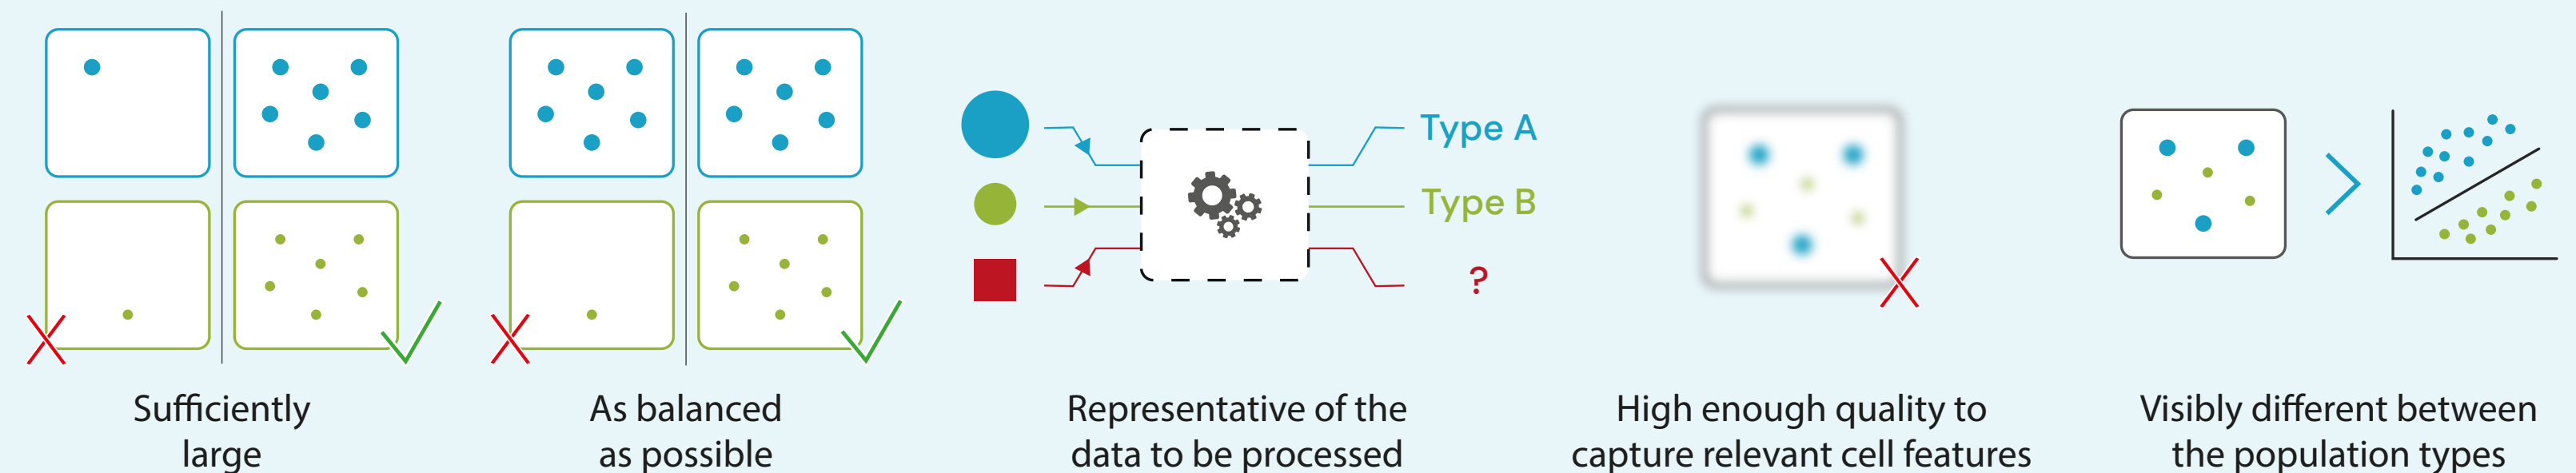 Type A
Type B
?
Sufficiently
large
As balanced
as possible
Representative of the
data to be processed
High enough quality to
capture relevant cell features
Visibly different between
the population types